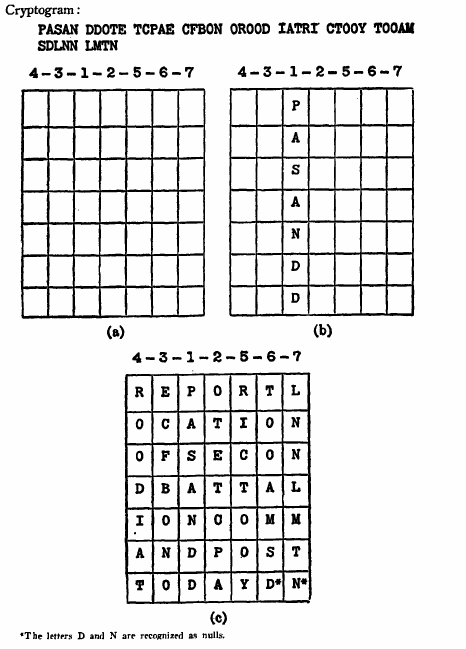 Cryptogram :
PASAN DDOTE TCPAE CFBON OROOD IATRI CTOOY TOOAM
SDLNN LMTN
4-3-1-2-5-6-7 4-3-1-2-5-6-7
P
A
S
A
N
D
D
(a) (b)
4-3-1-2-5-6-7
R E P O R T L
O C A T I O N
O F S E C O N
D B A T T A L
I O N C O M M
A N D P O S T
T O D A Y D* N*
(c)
*The letters D and N are recognized as nulls.